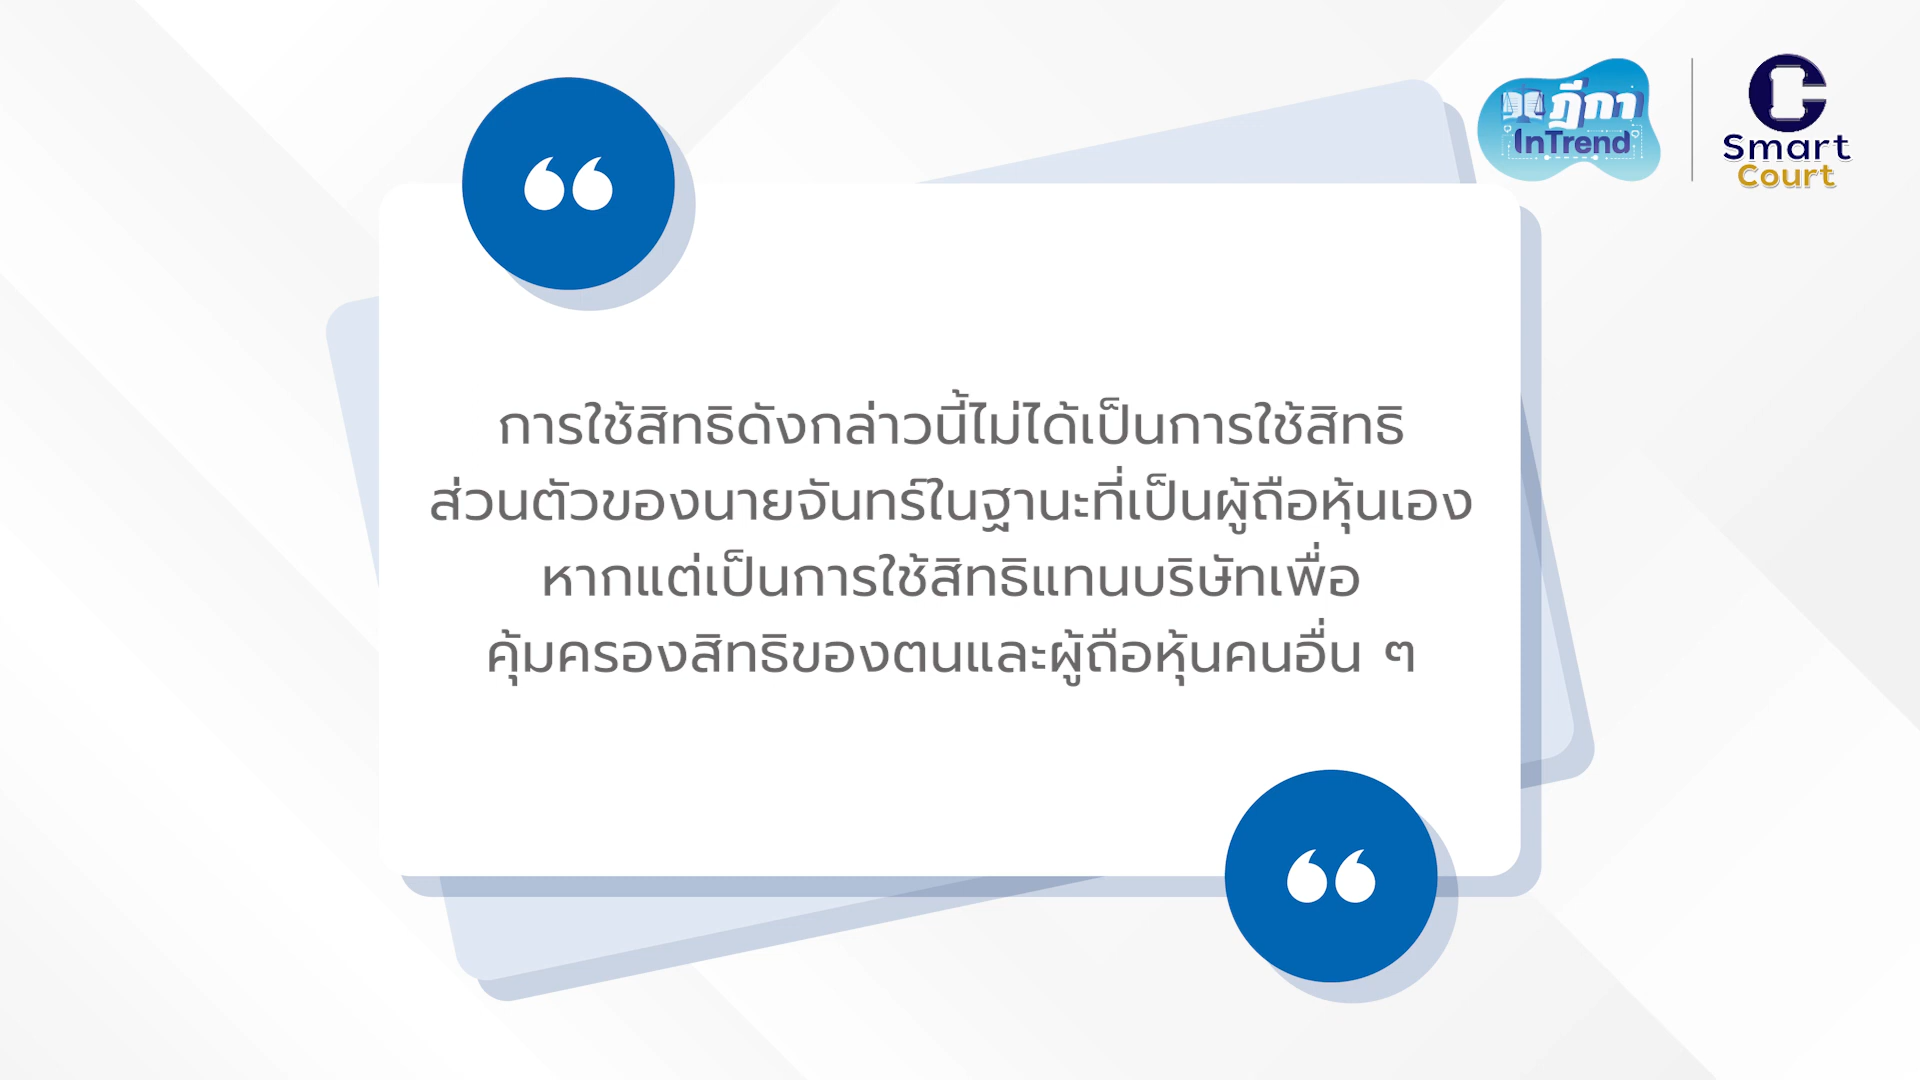 ฎีกา
InTrend
Smart
Court
การใช้สิทธิดังกล่าวนี้ไม่ได้เป็นการใช้สิทธิ
ส่วนตัวของนายจันทร์ในฐานะที่เป็นผู้ถือหุ้นเอง
หากแต่เป็นการใช้สิทธิแทนบริษัทเพื่อ
คุ้มครองสิทธิของตนและผู้ถือหุ้นคนอื่น ๆ